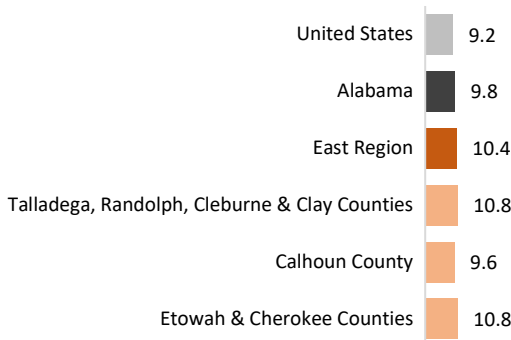 United States 9.2
Alabama 9.8
East Region 10.4
Talladega, Randolph, Cleburne & Clay Counties 10.8
Calhoun County 9.6
Etowah & Cherokee Counties 10.8